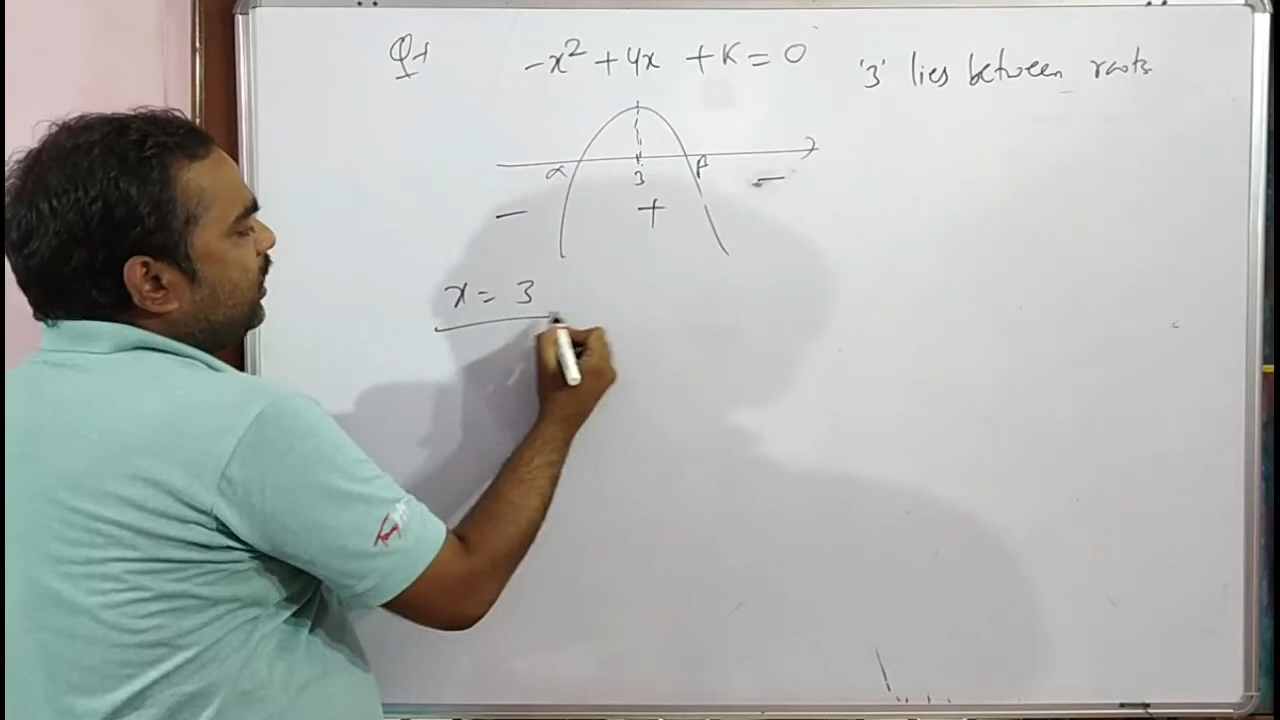 Q1 -x² + 4x + K = 0 '3' lies between roots
α 3 β
- + -
x = 3